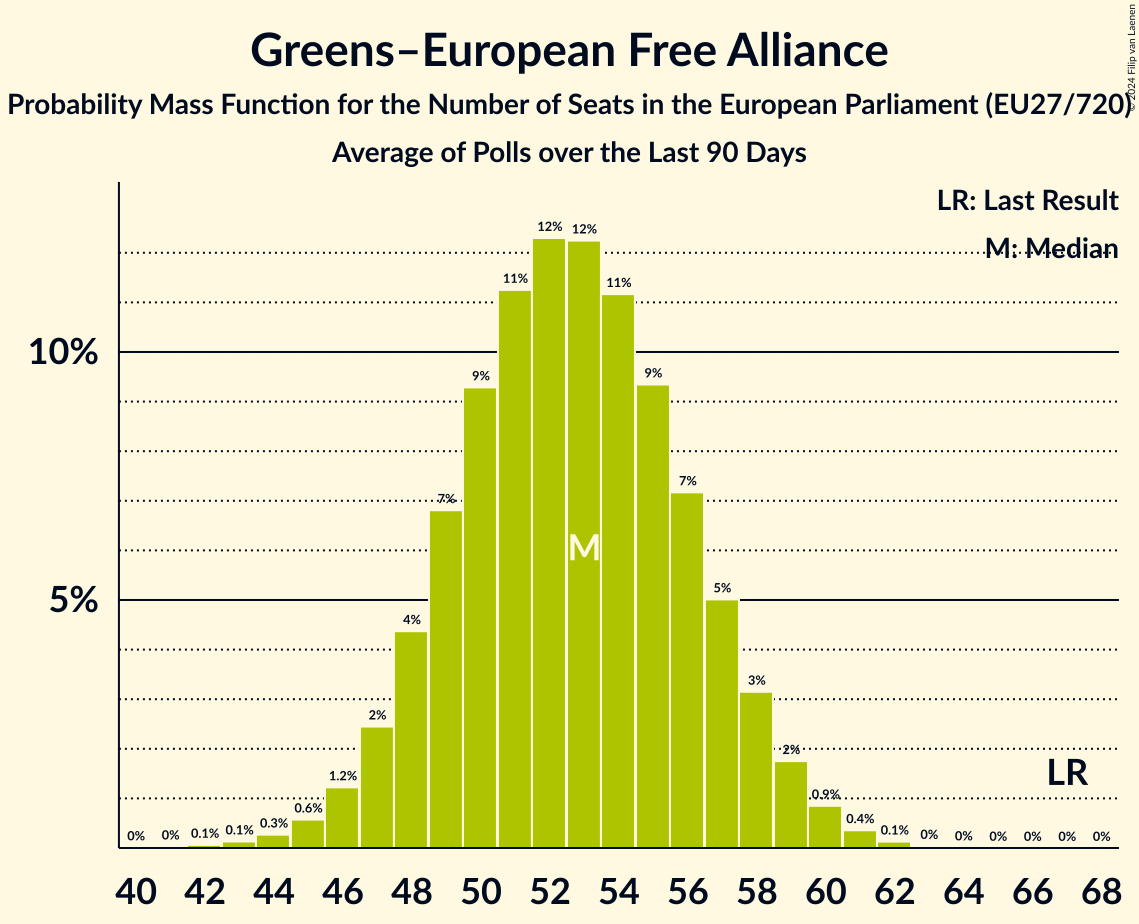 Greens–European Free Alliance
Probability Mass Function for the Number of Seats in the European Parliament (EU27/720)
Average of Polls over the Last 90 Days
© 2024 Filip van Laenen
LR: Last Result
M: Median
12% 12%
11% 11%
10%
9% 9%
7% 7%
M
5%
5%
4%
3%
2% 2%
LR
1.2%
0.9%
0.6%
0.4%
0.3%
0% 0% 0.1% 0.1% 0.1% 0% 0% 0% 0% 0% 0%
40 42 44 46 48 50 52 54 56 58 60 62 64 66 68